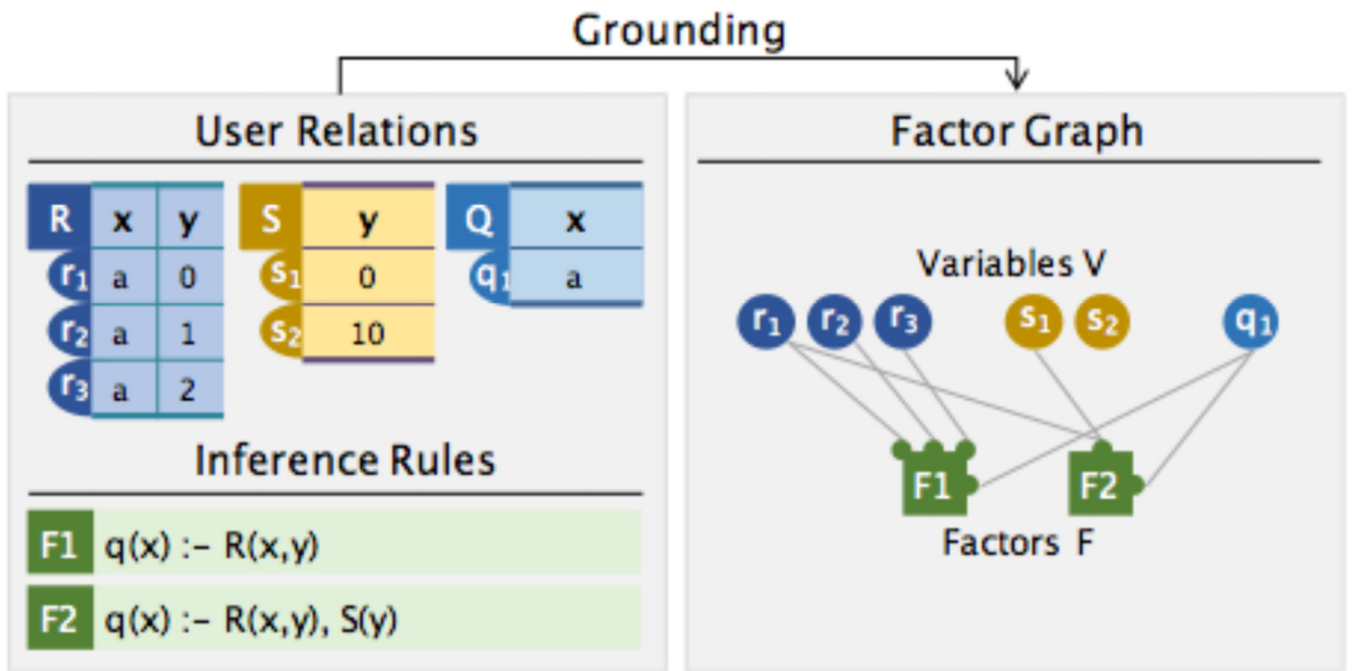 Grounding
User Relations
R x y
r1 a 0
r2 a 1
r3 a 2
S y
s1 0
s2 10
Q x
q1 a
Inference Rules
F1 q(x) :- R(x,y)
F2 q(x) :- R(x,y), S(y)
Factor Graph
Variables V
r1 r2 r3 s1 s2 q1
F1 F2
Factors F